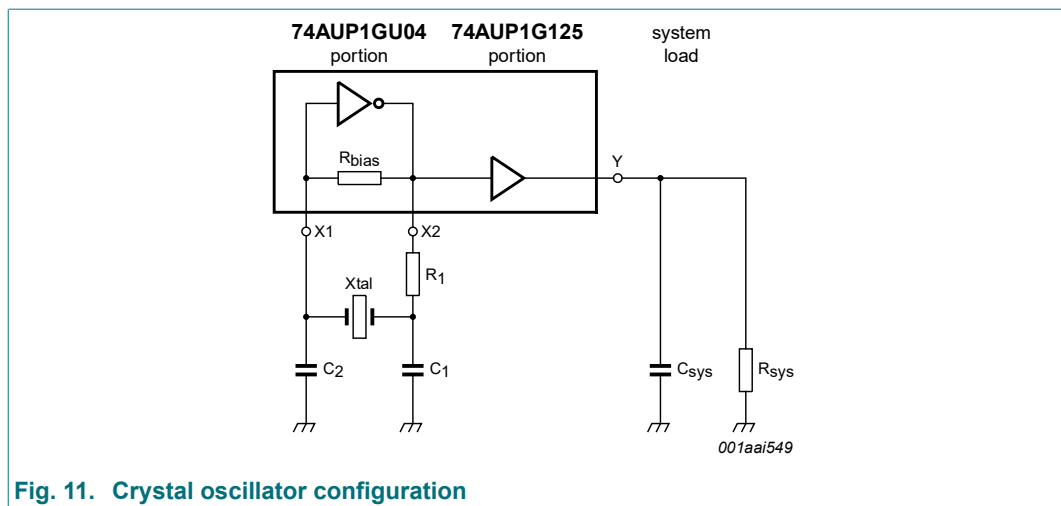 74AUP1GU04 74AUP1G125 system
portion portion load
Rbias
Y
X1 X2
R1
Xtal
C2 C1 Csys Rsys
001aai549
Fig. 11. Crystal oscillator configuration